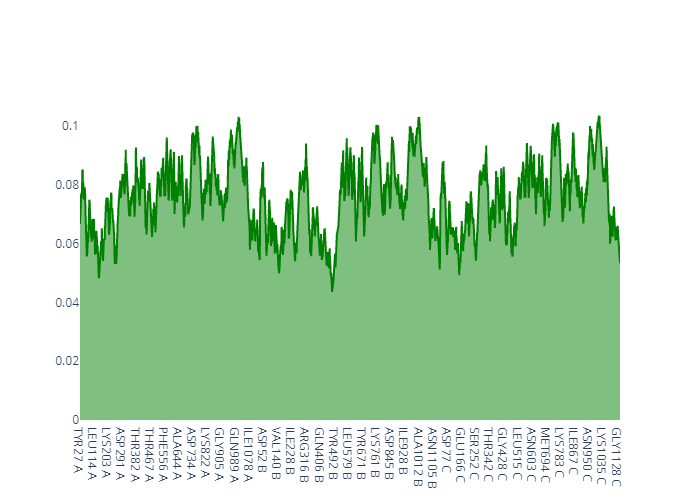 0.1
0.08
0.06
0.04
0.02
0
TYR27 A
LEU114 A
LYS203 A
ASP291 A
THR382 A
THR467 A
PHE556 A
ALA644 A
ASP734 A
LYS822 A
GLY905 A
GLN989 A
ILE1078 A
ASP52 B
VAL140 B
ILE228 B
ARG316 B
GLN406 B
TYR492 B
LEU579 B
TYR671 B
LYS761 B
ASP845 B
ILE928 B
ALA1012 B
ASN1105 B
ASP77 C
GLU166 C
SER252 C
THR342 C
GLY428 C
LEU515 C
ASN603 C
MET694 C
LYS783 C
ILE867 C
ASN950 C
LYS1035 C
GLY1128 C